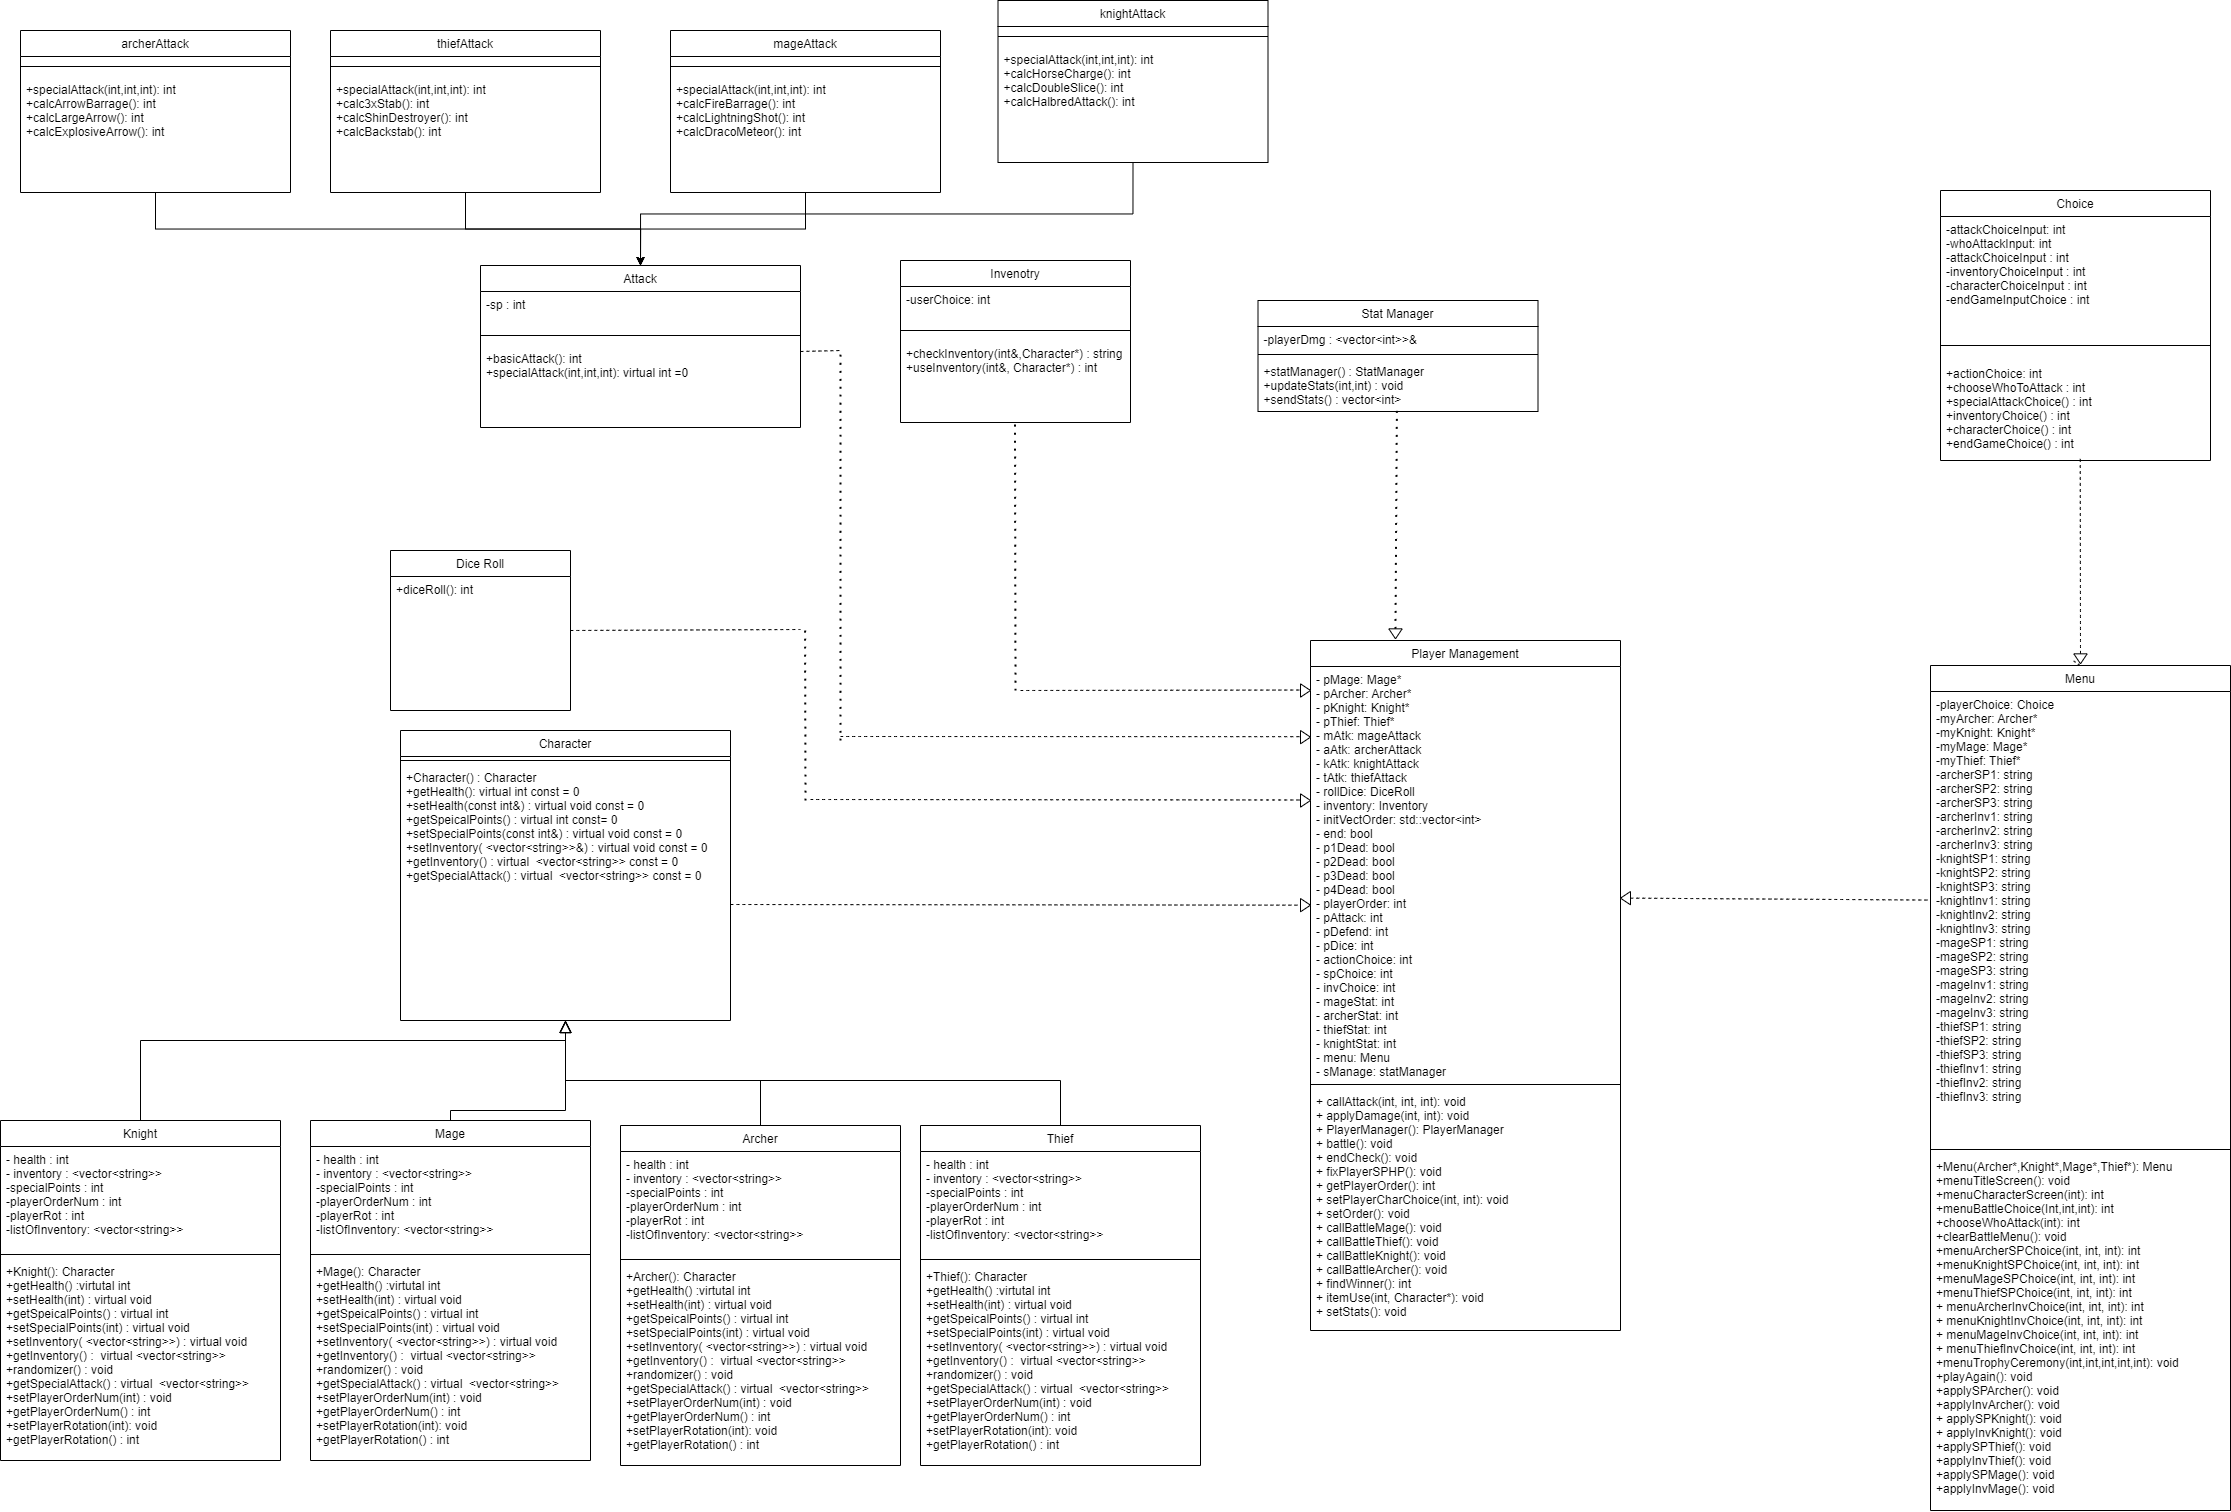 knightAttack
+specialAttack(int,int,int): int
+calcHorseCharge(): int
+calcDoubleSlice(): int
+calcHalbredAttack(): int
archerAttack
+specialAttack(int,int,int): int
+calcArrowBarrage(): int
+calcLargeArrow(): int
+calcExplosiveArrow(): int
thiefAttack
+specialAttack(int,int,int): int
+calc3xStab(): int
+calcShinDestroyer(): int
+calcBackstab(): int
mageAttack
+specialAttack(int,int,int): int
+calcFireBarrage(): int
+calcLightningShot(): int
+calcDracoMeteor(): int
Choice
-attackChoiceInput: int
-whoAttackInput: int
-attackChoiceInput : int
-inventoryChoiceInput : int
-characterChoiceInput : int
-endGameInputChoice : int
+actionChoice: int
+chooseWhoToAttack : int
+specialAttackChoice() : int
+inventoryChoice() : int
+characterChoice() : int
+endGameChoice() : int
Attack
-sp : int
+basicAttack(): int
+specialAttack(int,int,int): virtual int =0
Invenotry
-userChoice: int
+checkInventory(int&,Character*) : string
+useInventory(int&, Character*) : int
Stat Manager
-playerDmg : <vector<int>>&
+statManager() : StatManager
+updateStats(int,int) : void
+sendStats() : vector<int>
Dice Roll
+diceRoll(): int
Character
+Character() : Character
+getHealth(): virtual int const = 0
+setHealth(const int&) : virtual void const = 0
+getSpeicalPoints() : virtual int const= 0
+setSpecialPoints(const int&) : virtual void const = 0
+setInventory( <vector<string>>&) : virtual void const = 0
+getInventory() : virtual <vector<string>> const = 0
+getSpecialAttack() : virtual <vector<string>> const = 0
Player Management
- pMage: Mage*
- pArcher: Archer*
- pKnight: Knight*
- pThief: Thief*
- mAtk: mageAttack
- aAtk: archerAttack
- kAtk: knightAttack
- tAtk: thiefAttack
- rollDice: DiceRoll
- inventory: Inventory
- initVectOrder: std::vector<int>
- end: bool
- p1Dead: bool
- p2Dead: bool
- p3Dead: bool
- p4Dead: bool
- playerOrder: int
- pAttack: int
- pDefend: int
- pDice: int
- actionChoice: int
- spChoice: int
- invChoice: int
- mageStat: int
- archerStat: int
- thiefStat: int
- knightStat: int
- menu: Menu
- sManage: statManager
+ callAttack(int, int, int): void
+ applyDamage(int, int): void
+ PlayerManager(): PlayerManager
+ battle(): void
+ endCheck(): void
+ fixPlayerSPHP(): void
+ getPlayerOrder(): int
+ setPlayerCharChoice(int, int): void
+ setOrder(): void
+ callBattleMage(): void
+ callBattleThief(): void
+ callBattleKnight(): void
+ callBattleArcher(): void
+ findWinner(): int
+ itemUse(int, Character*): void
+ setStats(): void
Menu
-playerChoice: Choice
-myArcher: Archer*
-myKnight: Knight*
-myMage: Mage*
-myThief: Thief*
-archerSP1: string
-archerSP2: string
-archerSP3: string
-archerInv1: string
-archerInv2: string
-archerInv3: string
-knightSP1: string
-knightSP2: string
-knightSP3: string
-knightInv1: string
-knightInv2: string
-knightInv3: string
-mageSP1: string
-mageSP2: string
-mageSP3: string
-mageInv1: string
-mageInv2: string
-mageInv3: string
-thiefSP1: string
-thiefSP2: string
-thiefSP3: string
-thiefInv1: string
-thiefInv2: string
-thiefInv3: string
+Menu(Archer*,Knight*,Mage*,Thief*): Menu
+menuTitleScreen(): void
+menuCharacterScreen(int): int
+menuBattleChoice(Int,int,int): int
+chooseWhoAttack(int): int
+clearBattleMenu(): void
+menuArcherSPChoice(int, int, int): int
+menuKnightSPChoice(int, int, int): int
+menuMageSPChoice(int, int, int): int
+menuThiefSPChoice(int, int, int): int
+ menuArcherInvChoice(int, int, int): int
+ menuKnightInvChoice(int, int, int): int
+ menuMageInvChoice(int, int, int): int
+ menuThiefInvChoice(int, int, int): int
+menuTrophyCeremony(int,int,int,int,int): void
+playAgain(): void
+applySPArcher(): void
+applyInvArcher(): void
+ applySPKnight(): void
+ applyInvKnight(): void
+applySPThief(): void
+applyInvThief(): void
+applySPMage(): void
+applyInvMage(): void
Knight
- health : int
- inventory : <vector<string>>
-specialPoints : int
-playerOrderNum : int
-playerRot : int
-listOfInventory: <vector<string>>
+Knight(): Character
+getHealth() :virtutal int
+setHealth(int) : virtual void
+getSpeicalPoints() : virtual int
+setSpecialPoints(int) : virtual void
+setInventory( <vector<string>>) : virtual void
+getInventory() : virtual <vector<string>>
+randomizer() : void
+getSpecialAttack() : virtual <vector<string>>
+setPlayerOrderNum(int) : void
+getPlayerOrderNum() : int
+setPlayerRotation(int): void
+getPlayerRotation() : int
Mage
- health : int
- inventory : <vector<string>>
-specialPoints : int
-playerOrderNum : int
-playerRot : int
-listOfInventory: <vector<string>>
+Mage(): Character
+getHealth() :virtutal int
+setHealth(int) : virtual void
+getSpeicalPoints() : virtual int
+setSpecialPoints(int) : virtual void
+setInventory( <vector<string>>) : virtual void
+getInventory() : virtual <vector<string>>
+randomizer() : void
+getSpecialAttack() : virtual <vector<string>>
+setPlayerOrderNum(int) : void
+getPlayerOrderNum() : int
+setPlayerRotation(int): void
+getPlayerRotation() : int
Archer
- health : int
- inventory : <vector<string>>
-specialPoints : int
-playerOrderNum : int
-playerRot : int
-listOfInventory: <vector<string>>
+Archer(): Character
+getHealth() :virtutal int
+setHealth(int) : virtual void
+getSpeicalPoints() : virtual int
+setSpecialPoints(int) : virtual void
+setInventory( <vector<string>>) : virtual void
+getInventory() : virtual <vector<string>>
+randomizer() : void
+getSpecialAttack() : virtual <vector<string>>
+setPlayerOrderNum(int) : void
+getPlayerOrderNum() : int
+setPlayerRotation(int): void
+getPlayerRotation() : int
Thief
- health : int
- inventory : <vector<string>>
-specialPoints : int
-playerOrderNum : int
-playerRot : int
-listOfInventory: <vector<string>>
+Thief(): Character
+getHealth() :virtutal int
+setHealth(int) : virtual void
+getSpeicalPoints() : virtual int
+setSpecialPoints(int) : virtual void
+setInventory( <vector<string>>) : virtual void
+getInventory() : virtual <vector<string>>
+randomizer() : void
+getSpecialAttack() : virtual <vector<string>>
+setPlayerOrderNum(int) : void
+getPlayerOrderNum() : int
+setPlayerRotation(int): void
+getPlayerRotation() : int